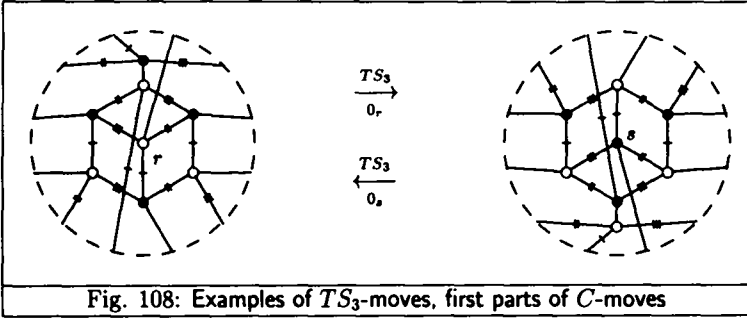 TS₃
0ᵣ
r
s
TS₃
0ₛ
Fig. 108: Examples of TS₃-moves, first parts of C-moves